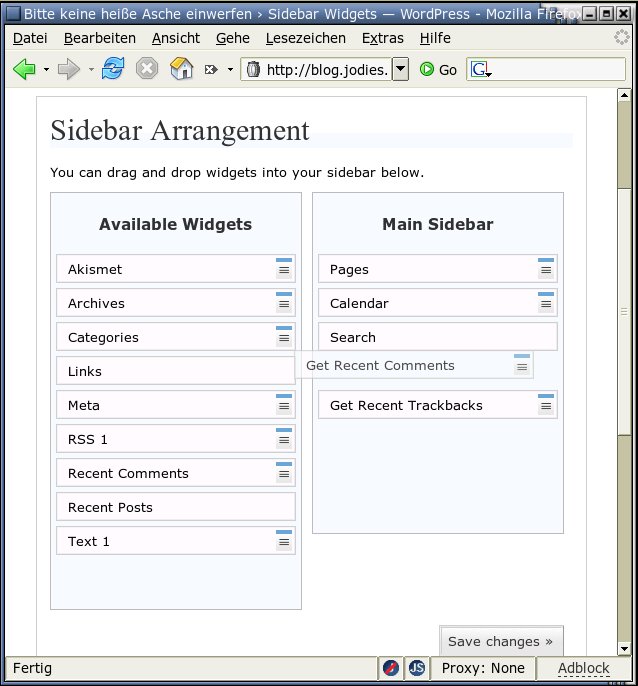 Bitte keine heiße Asche einwerfen › Sidebar Widgets — WordPress - Mozilla Firefox
Datei Bearbeiten Ansicht Gehe Lesezeichen Extras Hilfe
http://blog.jodies. Go G
Sidebar Arrangement
You can drag and drop widgets into your sidebar below.
Available Widgets
Akismet
Archives
Categories
Links
Meta
RSS 1
Recent Comments
Recent Posts
Text 1
Main Sidebar
Pages
Calendar
Search
Get Recent Comments
Get Recent Trackbacks
Save changes »
Fertig JS Proxy: None Adblock